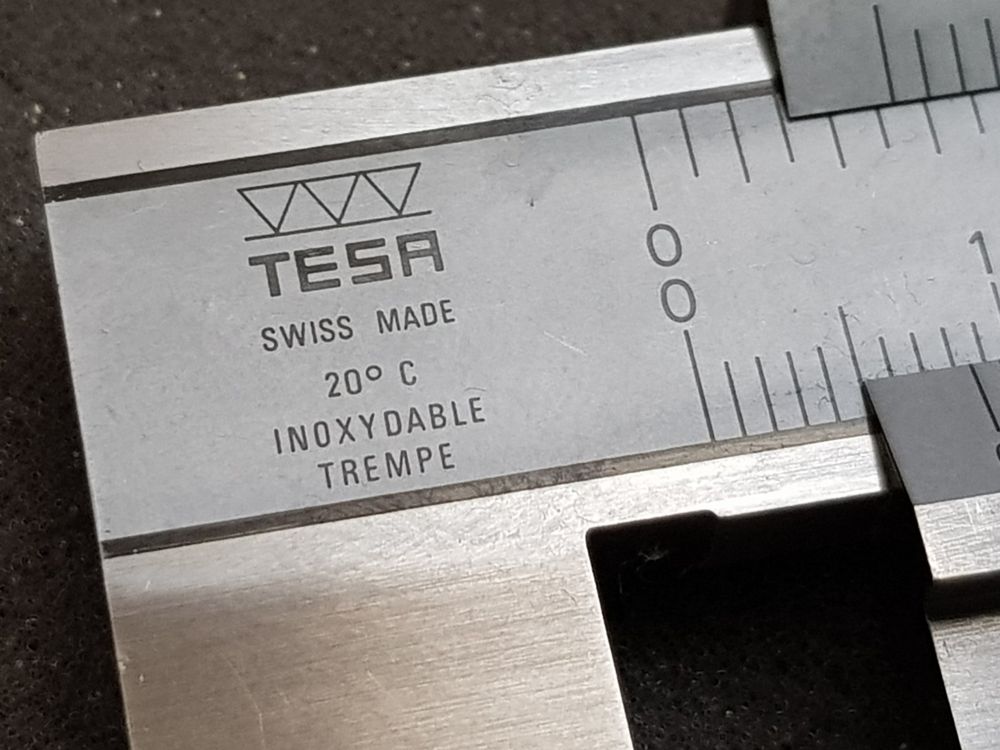 TESA
SWISS MADE
20° C
INOXYDABLE
TREMPE
0
0
1